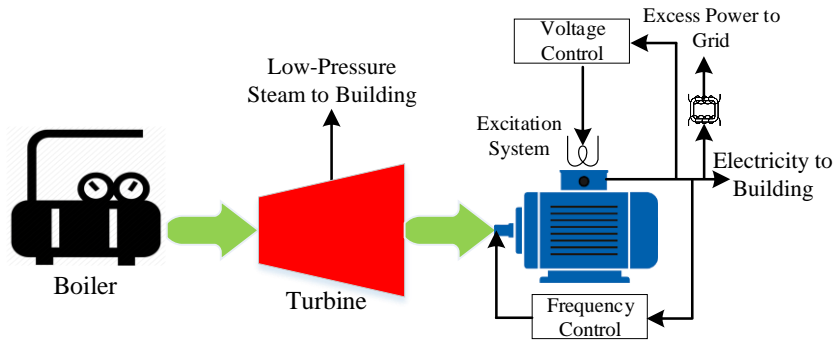 Excess Power to
Grid
Voltage
Control
Low-Pressure
Steam to Building
Excitation
System
Electricity to
Building
Boiler
Turbine
Frequency
Control